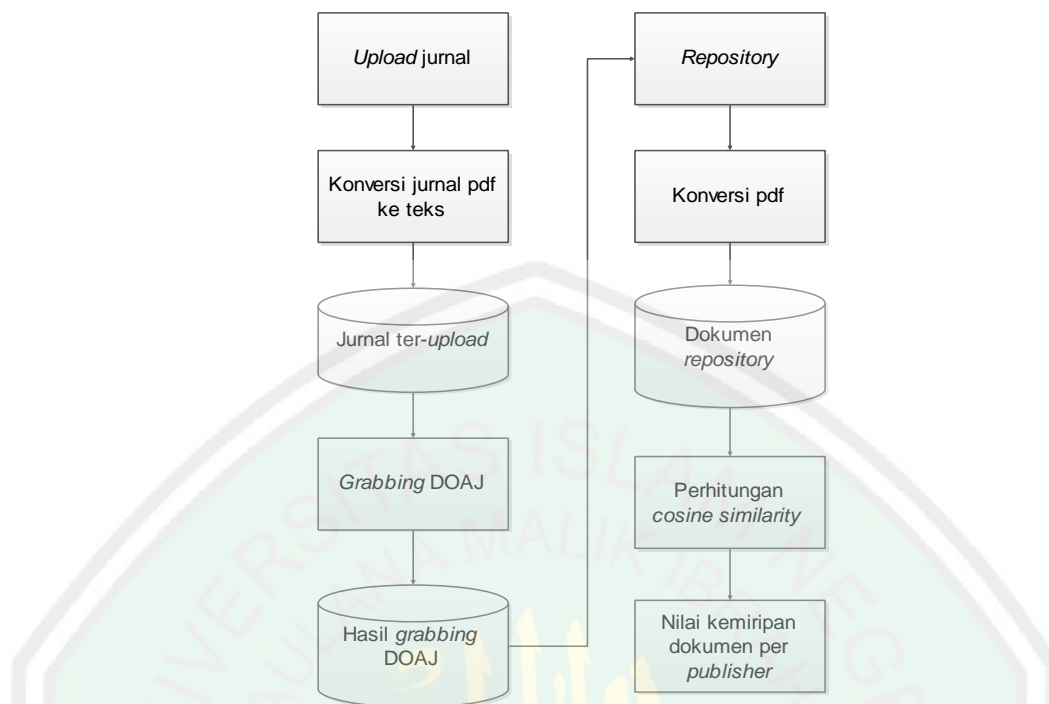 Upload jurnal
Konversi jurnal pdf
ke teks
Jurnal ter-upload
Grabbing DOAJ
Hasil grabbing
DOAJ
Repository
Konversi pdf
Dokumen
repository
Perhitungan
cosine similarity
Nilai kemiripan
dokumen per
publisher